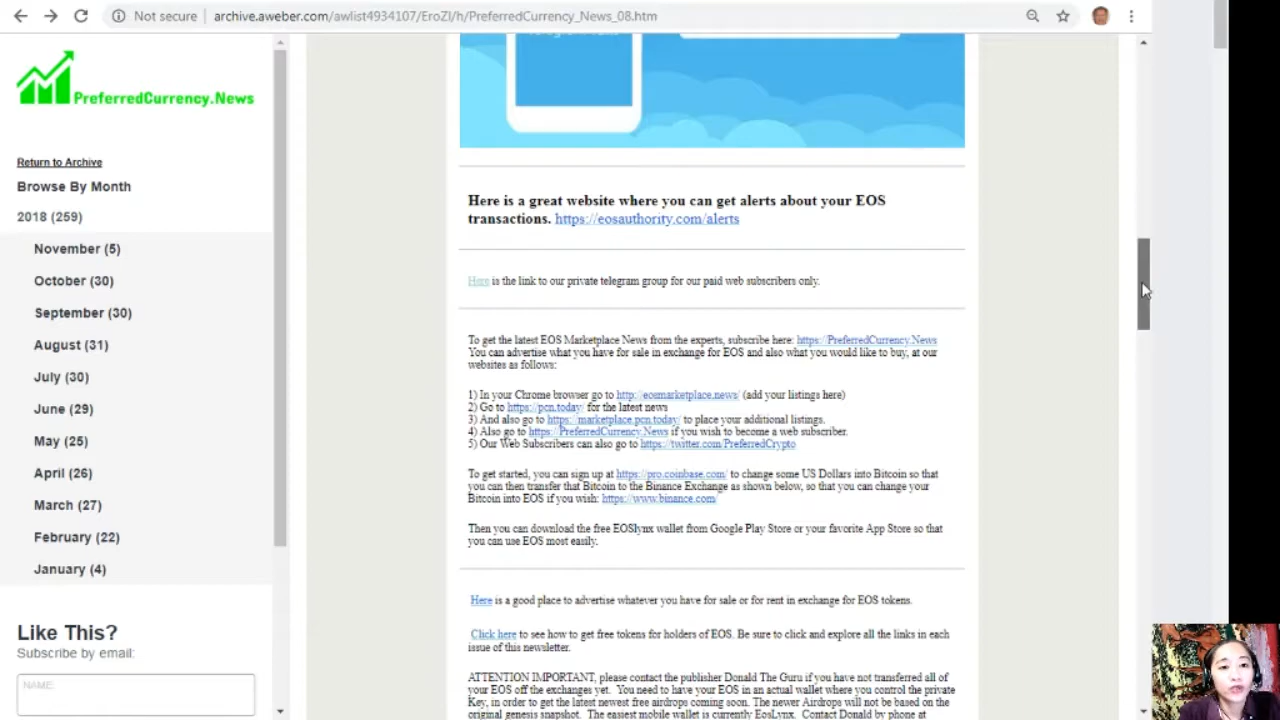 Not secure
archive.aweber.com/awlist4934107/EroZI/h/PreferredCurrency_News_08.htm
PreferredCurrency.News
Return to Archive
Browse By Month
2018 (259)
November (5)
October (30)
September (30)
August (31)
July (30)
June (29)
May (25)
April (26)
March (27)
February (22)
January (4)
Like This?
Subscribe by email:
NAME
Here is a great website where you can get alerts about your EOS
transactions. https://eosauthority.com/alerts
Here is the link to our private telegram group for our paid web subscribers only.
To get the latest EOS Marketplace News from the experts, subscribe here: https://PreferredCurrency.News
You can advertise what you have for sale in exchange for EOS and also what you would like to buy, at our
websites as follows:
1) In your Chrome browser go to http://eosmarketplace.news/ (add your listings here)
2) Go to https://pcn.today/ for the latest news
3) And also go to https://marketplace.pcn.today/ to place your additional listings.
4) Also go to https://PreferredCurrency.News if you wish to become a web subscriber.
5) Our Web Subscribers can also go to https://twitter.com/PreferredCrypto
To get started, you can sign up at https://pro.coinbase.com/ to change some US Dollars into Bitcoin so that
you can then transfer that Bitcoin to the Binance Exchange as shown below, so that you can change your
Bitcoin into EOS if you wish: https://www.binance.com/
Then you can download the free EOSlynx wallet from Google Play Store or your favorite App Store so that
you can use EOS most easily.
Here is a good place to advertise whatever you have for sale or for rent in exchange for EOS tokens.
Click here to see how to get free tokens for holders of EOS. Be sure to click and explore all the links in each
issue of this newsletter.
ATTENTION IMPORTANT, please contact the publisher Donald The Guru if you have not transferred all of
your EOS off the exchanges yet. You need to have your EOS in an actual wallet where you control the private
Key, in order to get the latest newest free airdrops coming soon. The newer Airdrops will not be based on the
original genesis snapshot. The easiest mobile wallet is currently EosLynx. Contact Donald by phone at